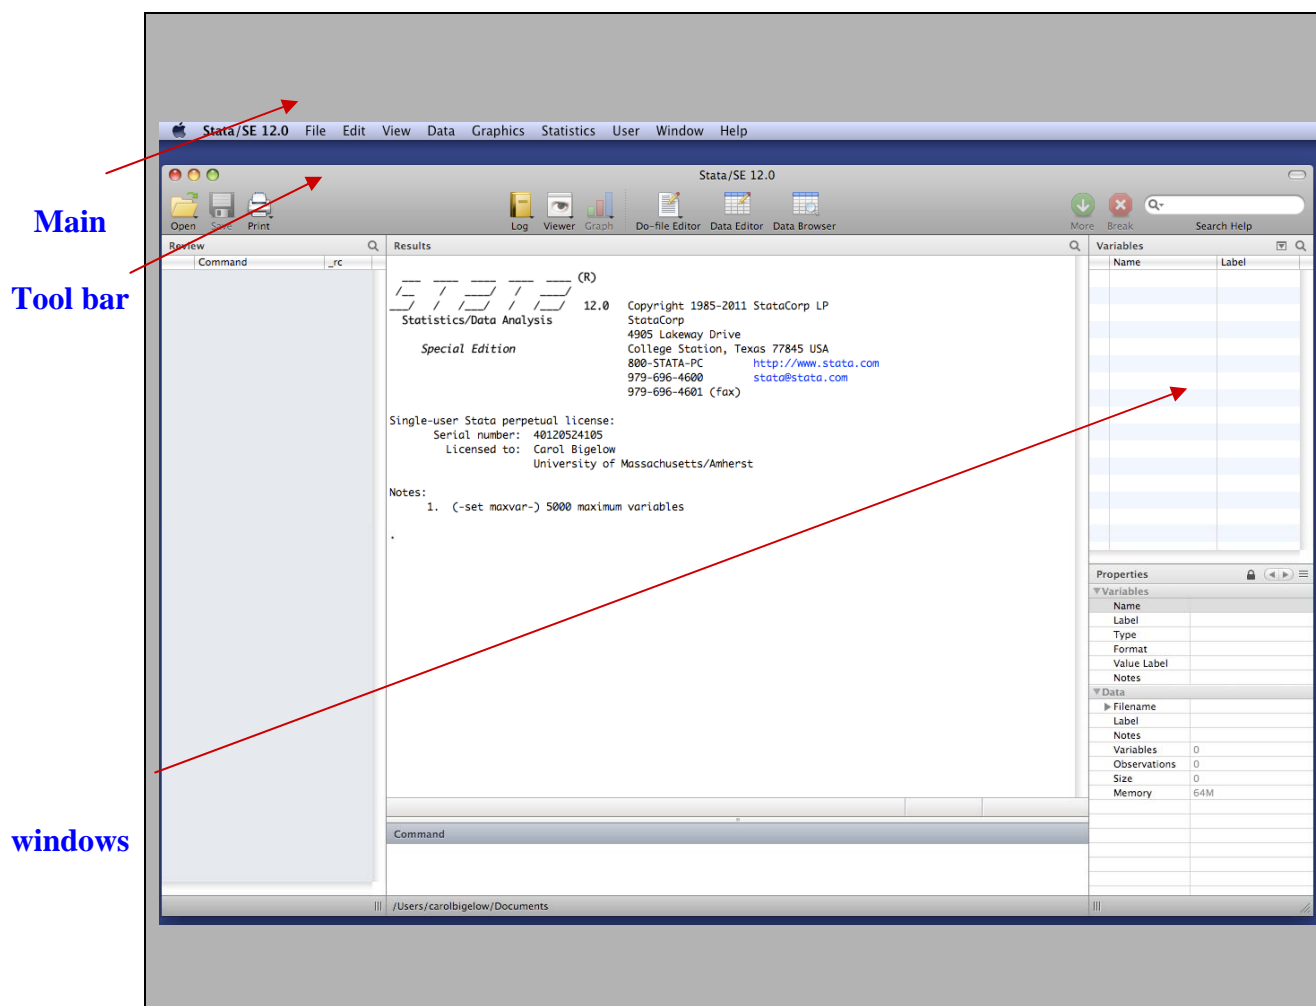 Stata/SE 12.0 File Edit View Data Graphics Statistics User Window Help
Main
Tool bar
windows
Stata/SE 12.0
Open Save Print Log Viewer Graph Do-file Editor Data Editor Data Browser More Break Search Help
Review
Command _rc
Results
(R)
12.0 Copyright 1985-2011 StataCorp LP
Statistics/Data Analysis StataCorp
4905 Lakeway Drive
Special Edition College Station, Texas 77845 USA
800-STATA-PC http://www.stata.com
979-696-4600 stata@stata.com
979-696-4601 (fax)
Single-user Stata perpetual license:
Serial number: 40120524105
Licensed to: Carol Bigelow
University of Massachusetts/Amherst
Notes:
1. (-set maxvar-) 5000 maximum variables
.
Command
/Users/carolbigelow/Documents
Variables
Name Label
Properties
Variables
Name
Label
Type
Format
Value Label
Notes
Data
Filename
Label
Notes
Variables 0
Observations 0
Size 0
Memory 64M